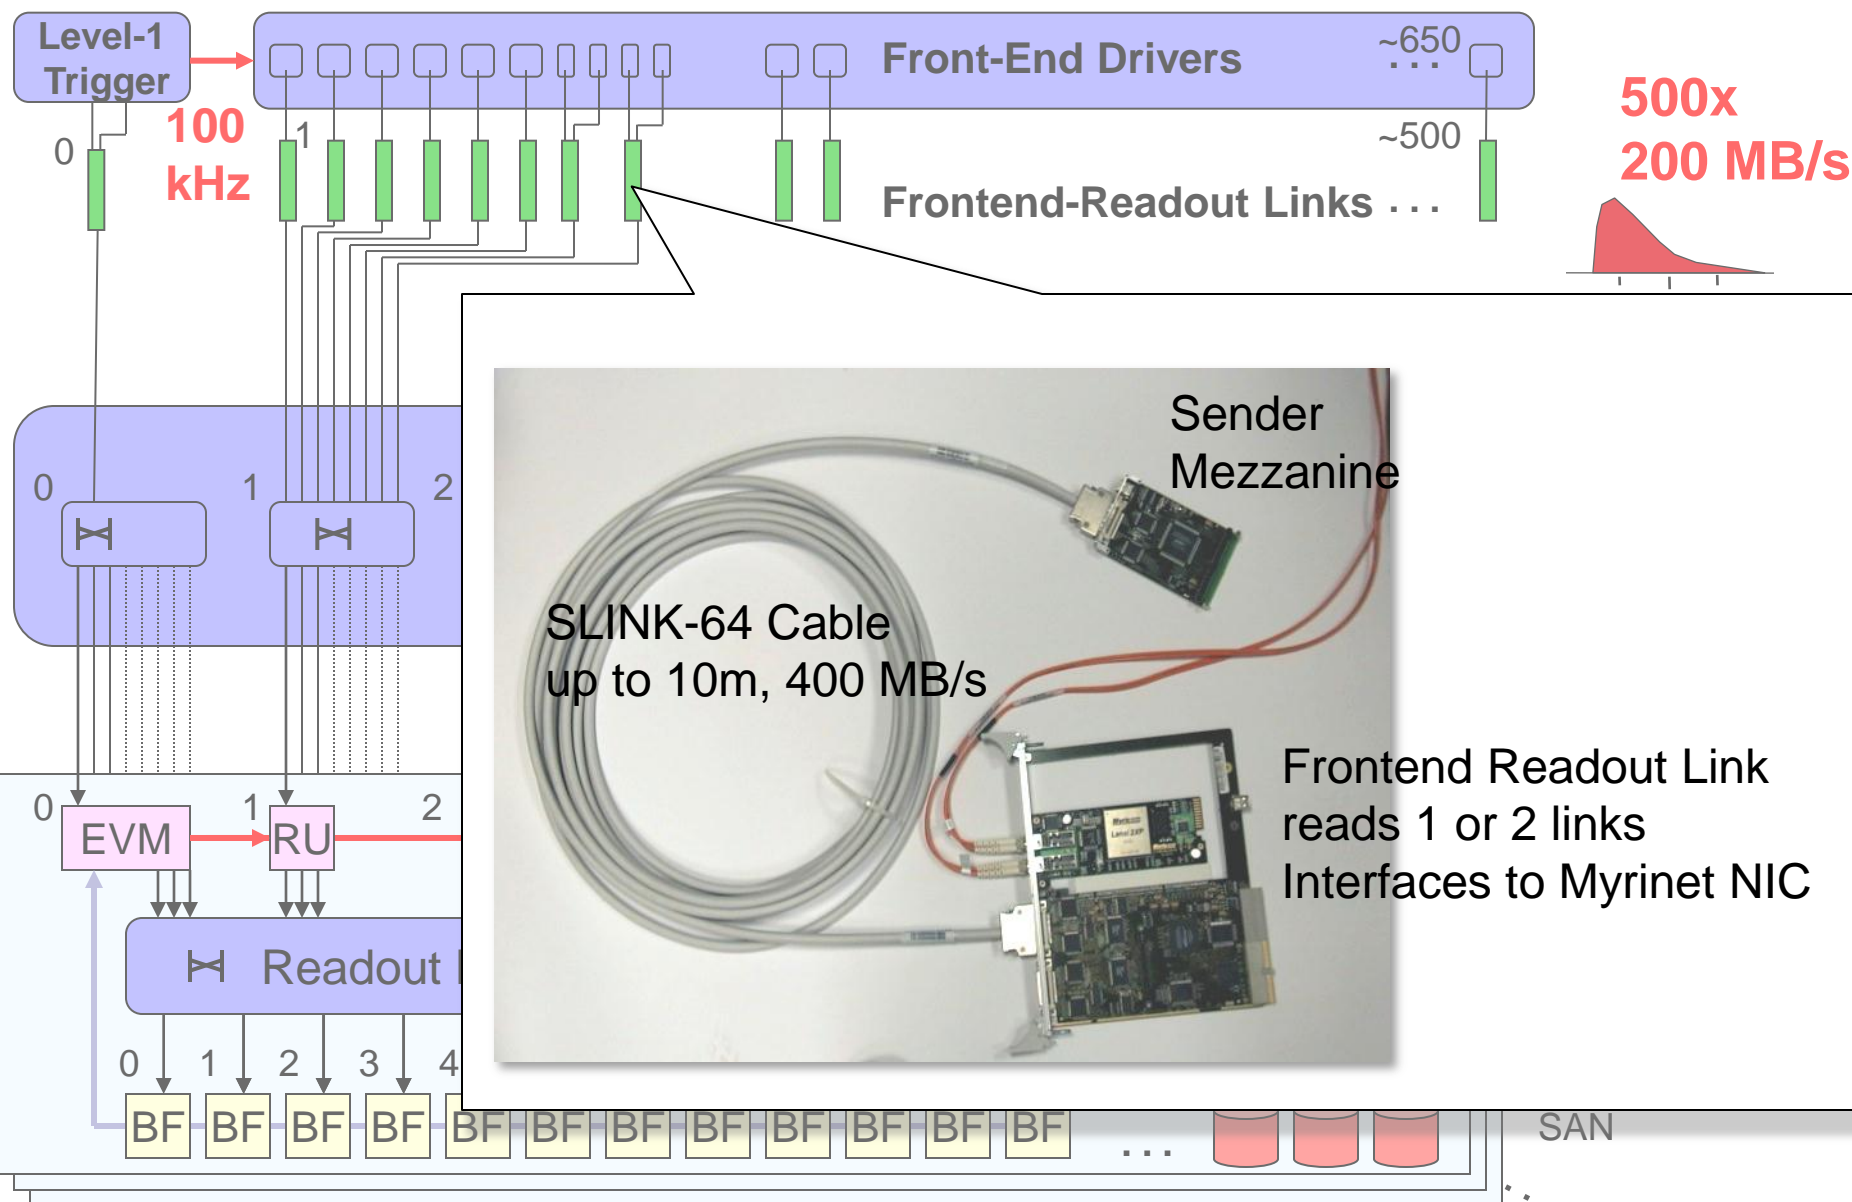 Level-1
Trigger
Front-End Drivers
~650
. . .
100
kHz
0
1
~500
500x
200 MB/s
Frontend-Readout Links . . .
Sender
Mezzanine
0
1
2
SLINK-64 Cable
up to 10m, 400 MB/s
Frontend Readout Link
reads 1 or 2 links
Interfaces to Myrinet NIC
0
1
2
EVM
RU
Readout
0
1
2
3
4
BF
BF
BF
BF
BF
BF
BF
BF
BF
BF
BF
BF
. . .
SAN